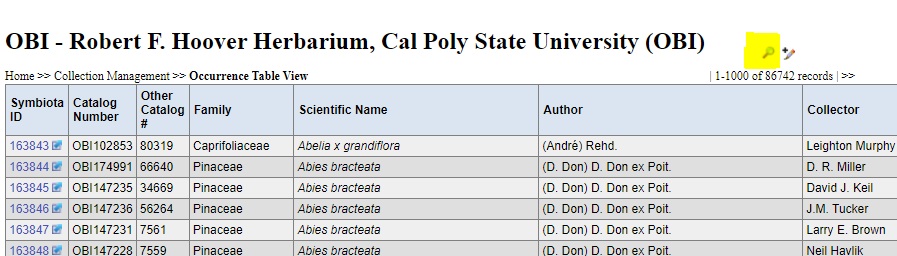 OBI - Robert F. Hoover Herbarium, Cal Poly State University (OBI)
Home >> Collection Management >> Occurrence Table View | 1-1000 of 86742 records | >>
Symbiota ID Catalog Number Other Catalog # Family Scientific Name Author Collector
163843 OBI102853 80319 Caprifoliaceae Abelia x grandiflora (André) Rehd. Leighton Murphy
163844 OBI174991 66640 Pinaceae Abies bracteata (D. Don) D. Don ex Poit. D. R. Miller
163845 OBI147235 34669 Pinaceae Abies bracteata (D. Don) D. Don ex Poit. David J. Keil
163846 OBI147236 56264 Pinaceae Abies bracteata (D. Don) D. Don ex Poit. J.M. Tucker
163847 OBI147231 7561 Pinaceae Abies bracteata (D. Don) D. Don ex Poit. Larry E. Brown
163848 OBI147228 7559 Pinaceae Abies bracteata (D. Don) D. Don ex Poit. Neil Havlik